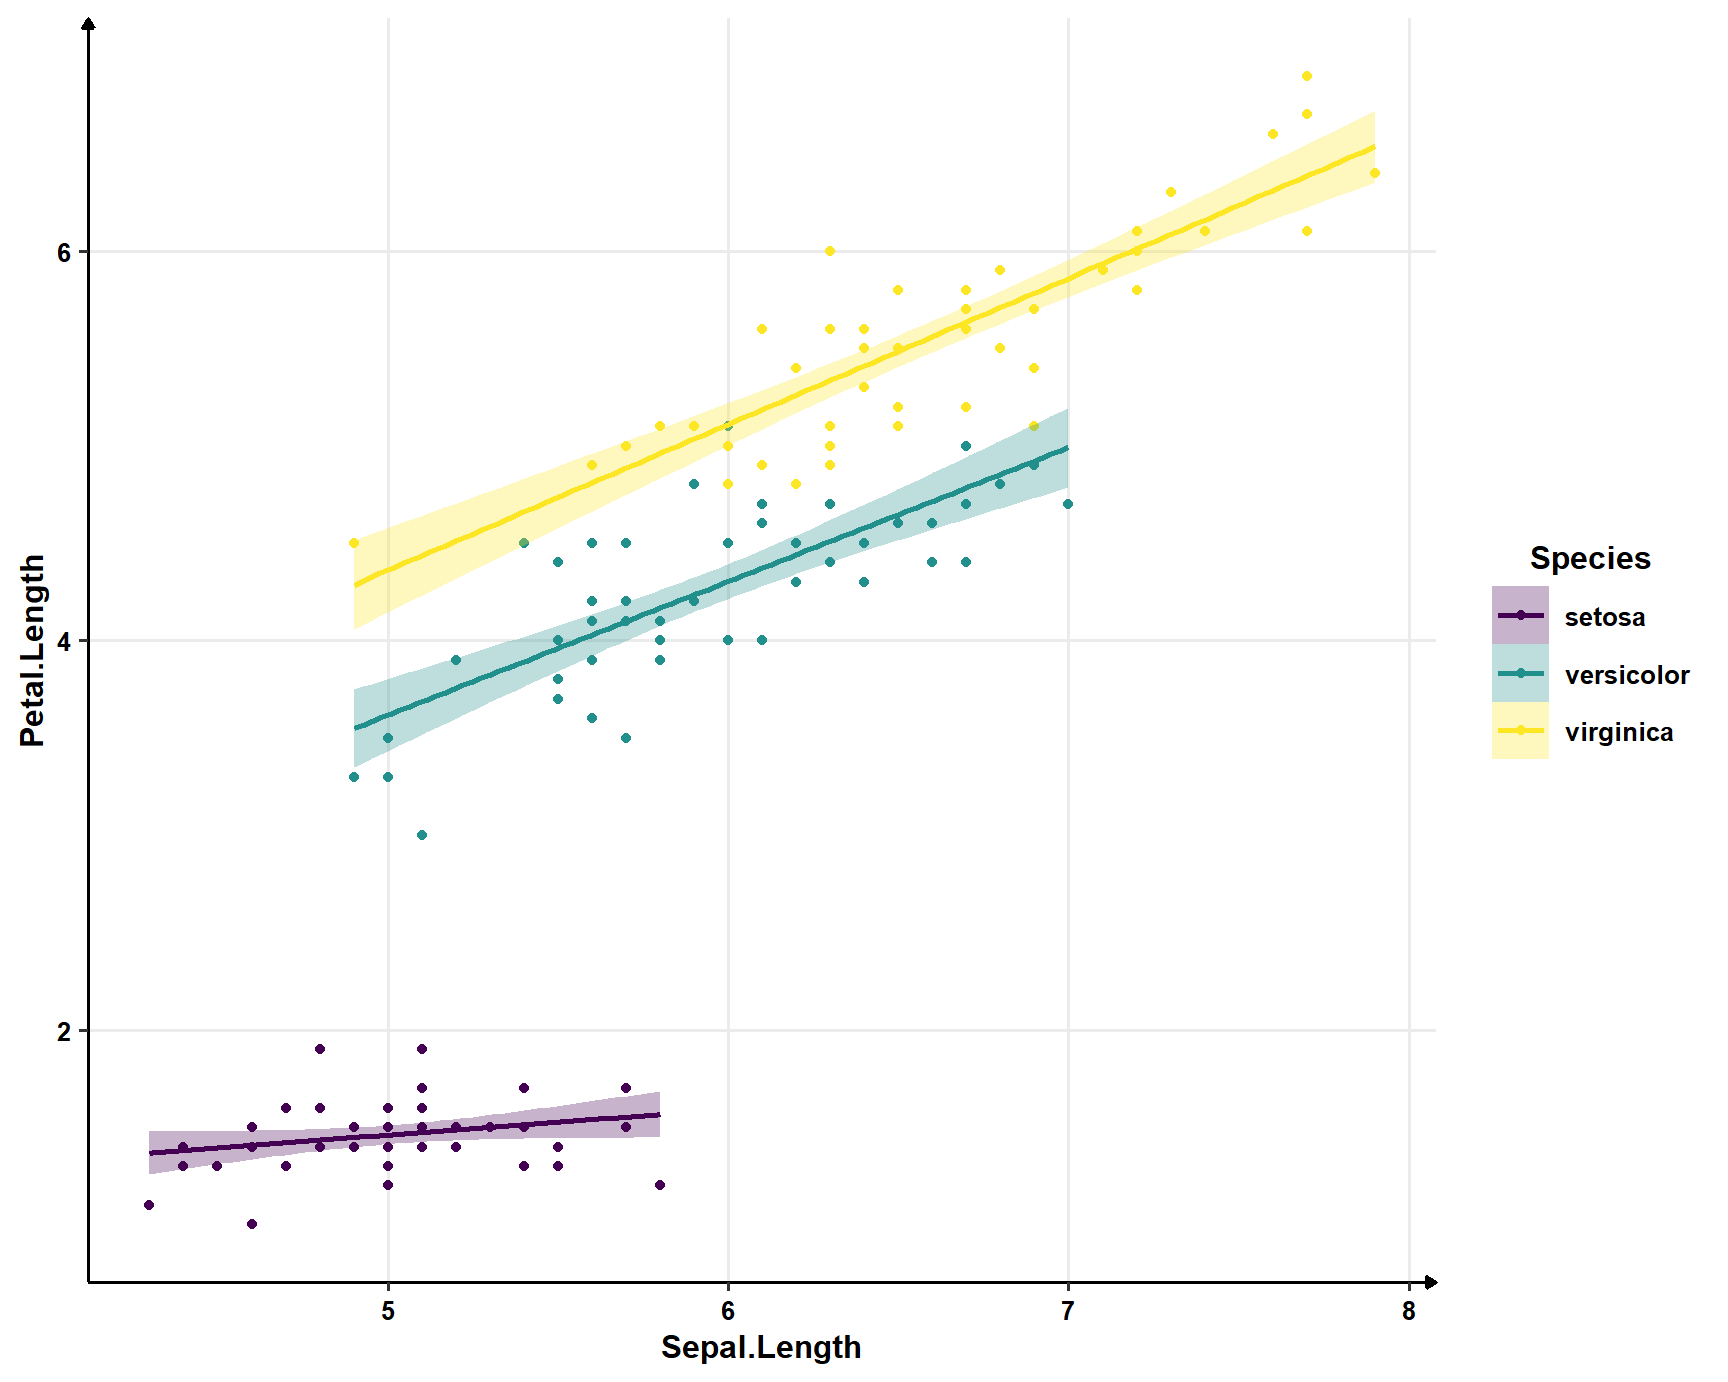 6
4
2
Petal.Length
5 6 7 8
Sepal.Length
Species
setosa
versicolor
virginica